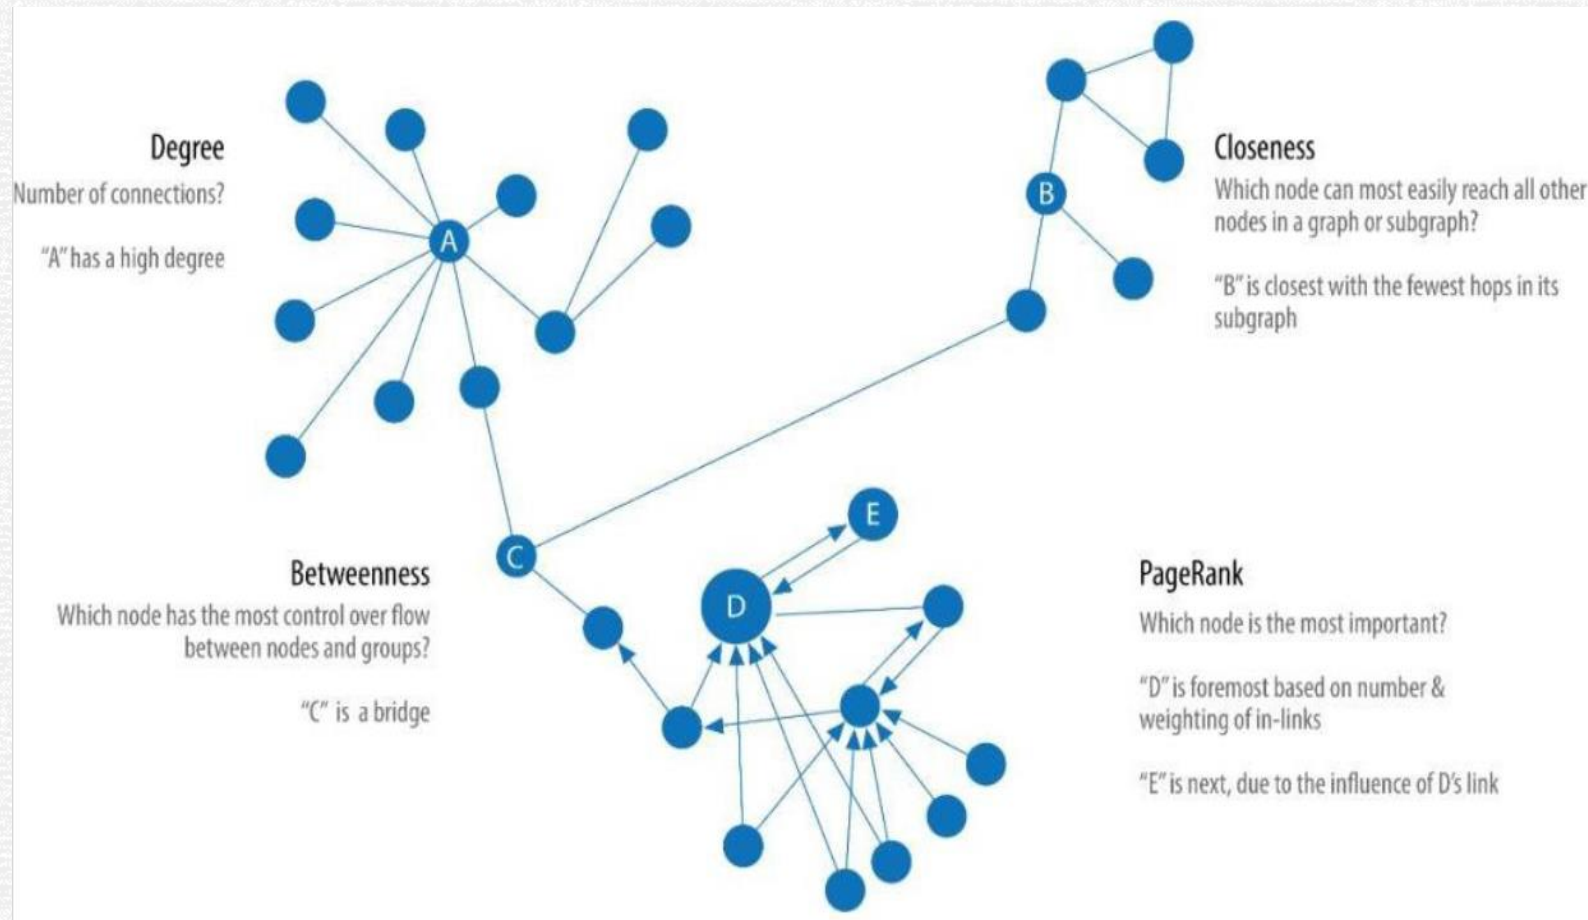 Degree
Number of connections?
"A" has a high degree
A
B
Closeness
Which node can most easily reach all other
nodes in a graph or subgraph?
"B" is closest with the fewest hops in its
subgraph
C
Betweenness
Which node has the most control over flow
between nodes and groups?
"C" is a bridge
E
D
PageRank
Which node is the most important?
"D" is foremost based on number &
weighting of in-links
"E" is next, due to the influence of D's link